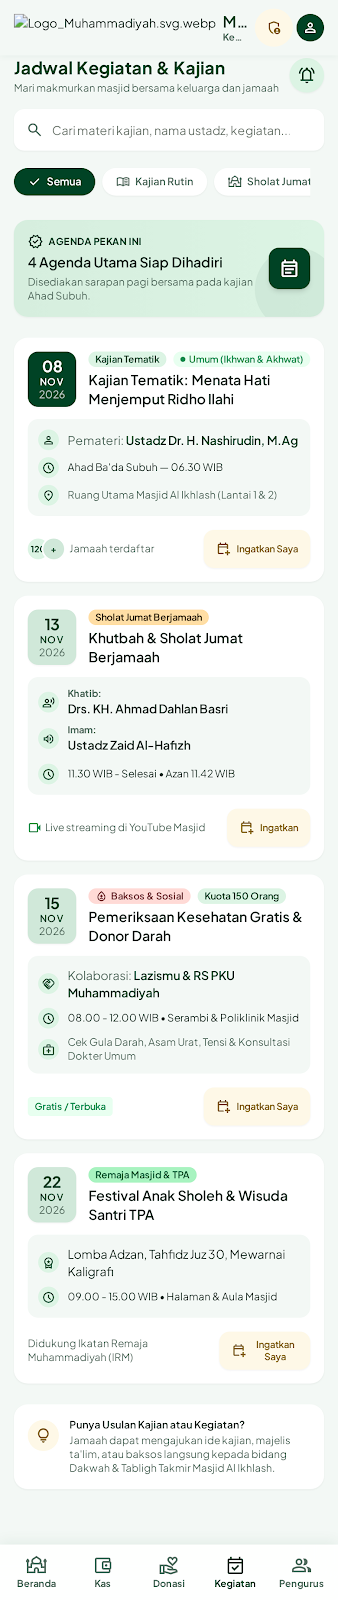 Logo_Muhammadiyah.svg.webp
M...
Ke...
Jadwal Kegiatan & Kajian
Mari makmurkan masjid bersama keluarga dan jamaah
Cari materi kajian, nama ustadz, kegiatan...
Semua
Kajian Rutin
Sholat Jumat
AGENDA PEKAN INI
4 Agenda Utama Siap Dihadiri
Disediakan sarapan pagi bersama pada kajian
Ahad Subuh.
08
NOV
2026
Kajian Tematik
Umum (Ikhwan & Akhwat)
Kajian Tematik: Menata Hati
Menjemput Ridho Ilahi
Pemateri: Ustadz Dr. H. Nashirudin, M.Ag
Ahad Ba'da Subuh — 06.30 WIB
Ruang Utama Masjid Al Ikhlash (Lantai 1 & 2)
+
Jamaah terdaftar
Ingatkan Saya
13
NOV
2026
Sholat Jumat Berjamaah
Khutbah & Sholat Jumat
Berjamaah
Khatib:
Drs. KH. Ahmad Dahlan Basri
Imam:
Ustadz Zaid Al-Hafizh
11.30 WIB - Selesai • Azan 11.42 WIB
Live streaming di YouTube Masjid
Ingatkan
15
NOV
2026
Baksos & Sosial
Kuota 150 Orang
Pemeriksaan Kesehatan Gratis &
Donor Darah
Kolaborasi: Lazismu & RS PKU
Muhammadiyah
08.00 - 12.00 WIB • Serambi & Poliklinik Masjid
Cek Gula Darah, Asam Urat, Tensi & Konsultasi
Dokter Umum
Gratis / Terbuka
Ingatkan Saya
22
NOV
2026
Remaja Masjid & TPA
Festival Anak Sholeh & Wisuda
Santri TPA
Lomba Adzan, Tahfidz Juz 30, Mewarnai
Kaligrafi
09.00 - 15.00 WIB • Halaman & Aula Masjid
Didukung Ikatan Remaja
Muhammadiyah (IRM)
Ingatkan
Saya
Punya Usulan Kajian atau Kegiatan?
Jamaah dapat mengajukan ide kajian, majelis
ta'lim, atau baksos langsung kepada bidang
Dakwah & Tabligh Takmir Masjid Al Ikhlash.
Beranda
Kas
Donasi
Kegiatan
Pengurus